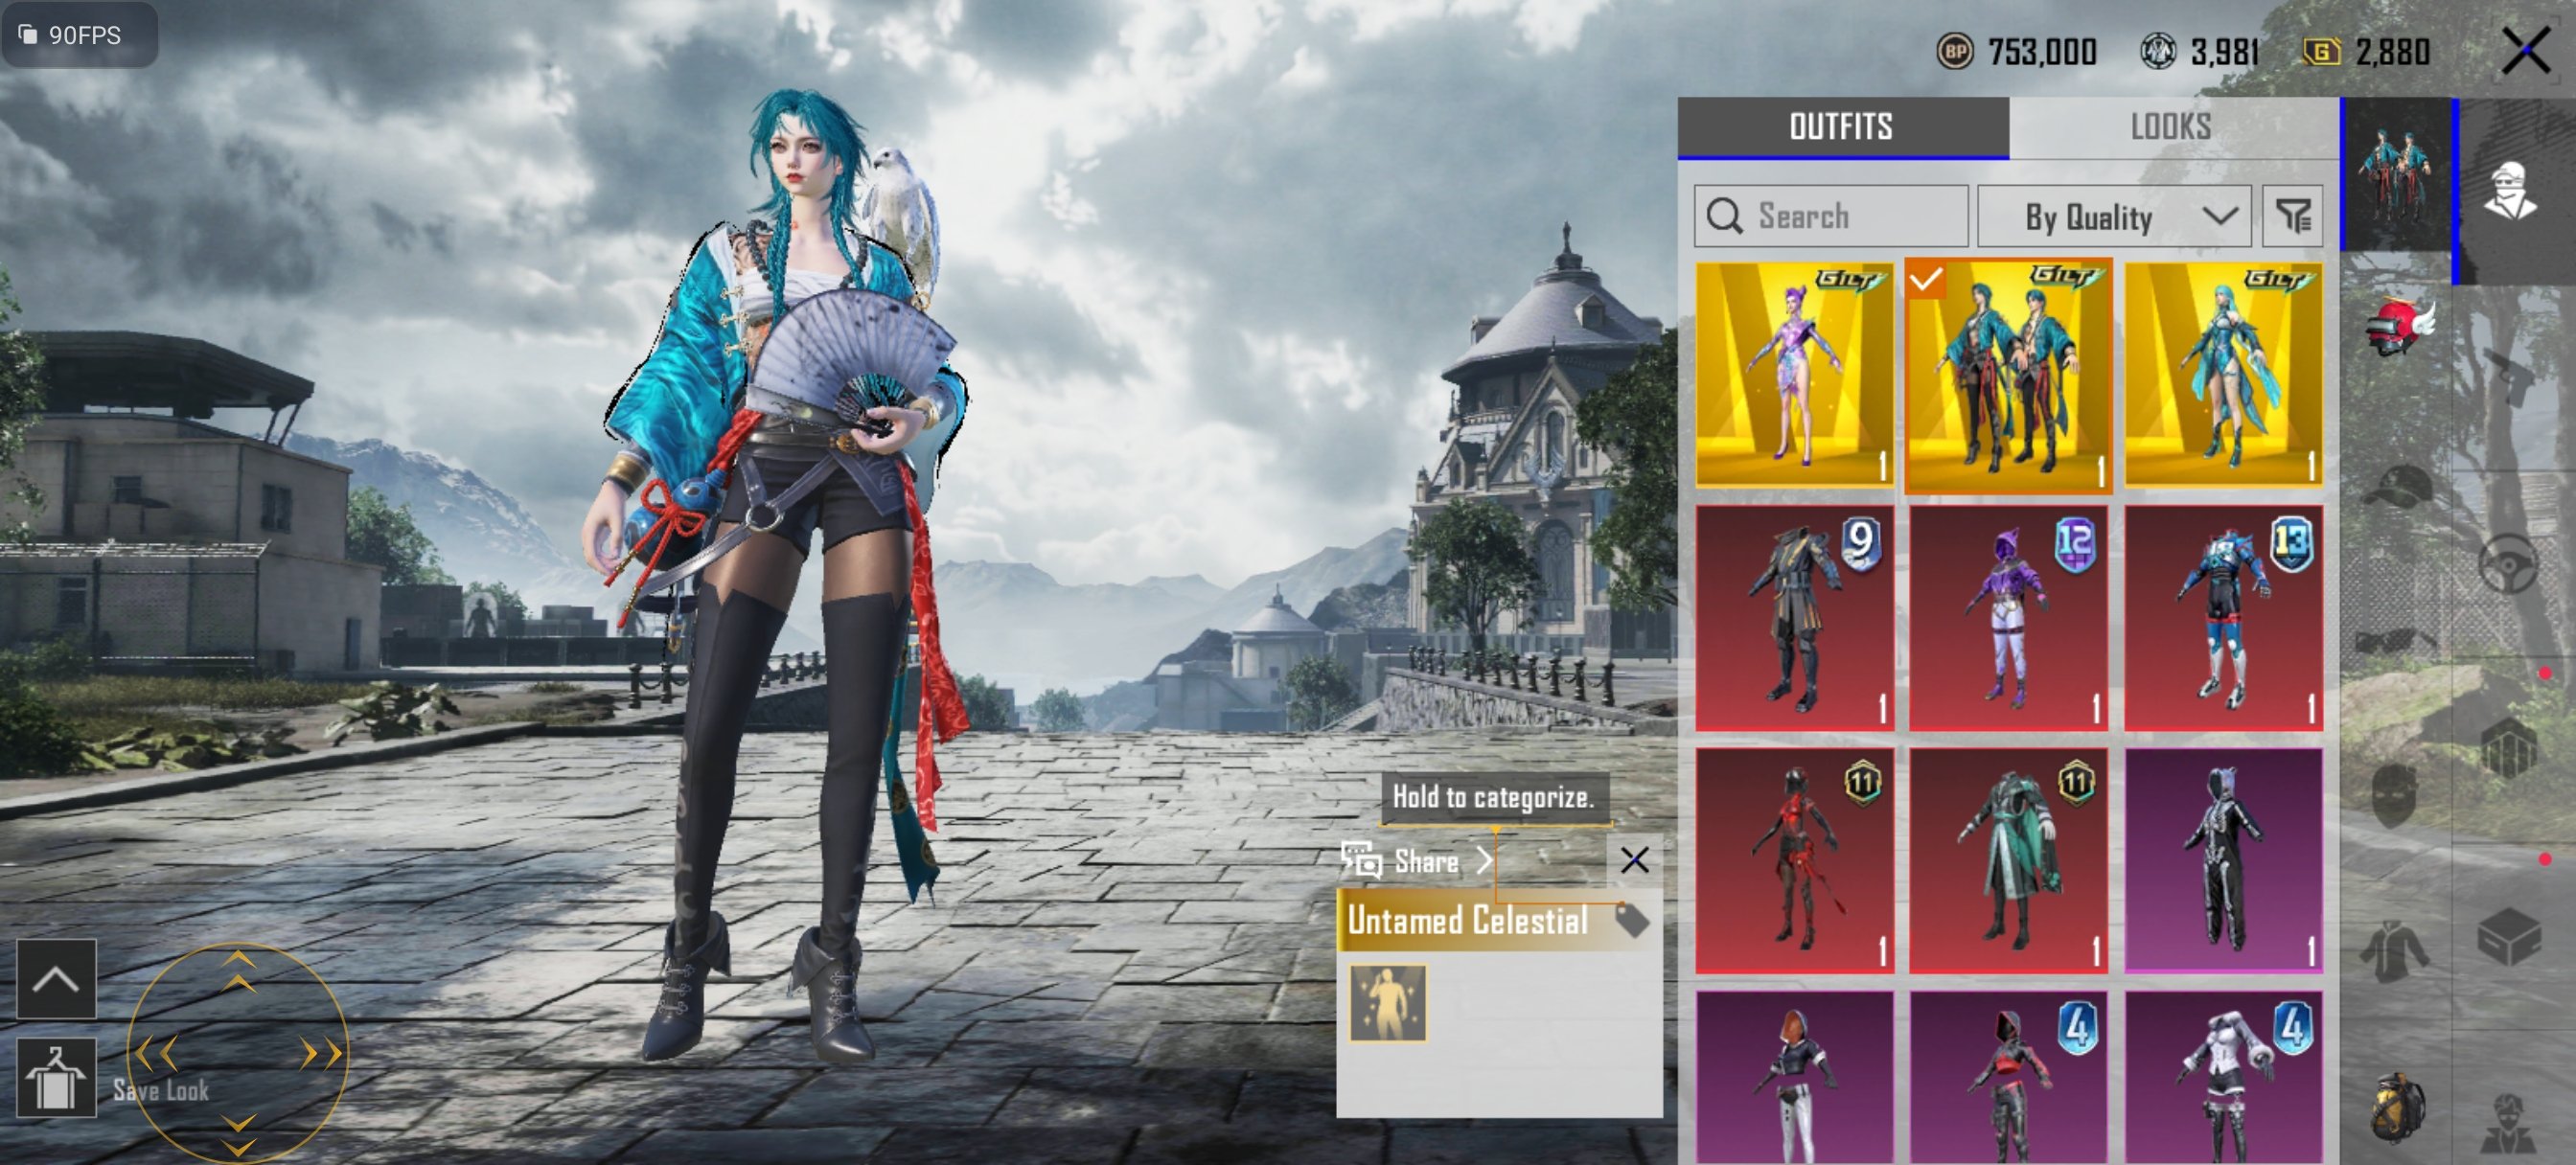 90FPS
BP 753,000 3,981 G 2,880
OUTFITS LOOKS
Search By Quality
GILT GILT GILT
1 1 1
9 12 13
1 1 1
11 11
1 1 1
4 4
Hold to categorize.
Share
Untamed Celestial
Save Look